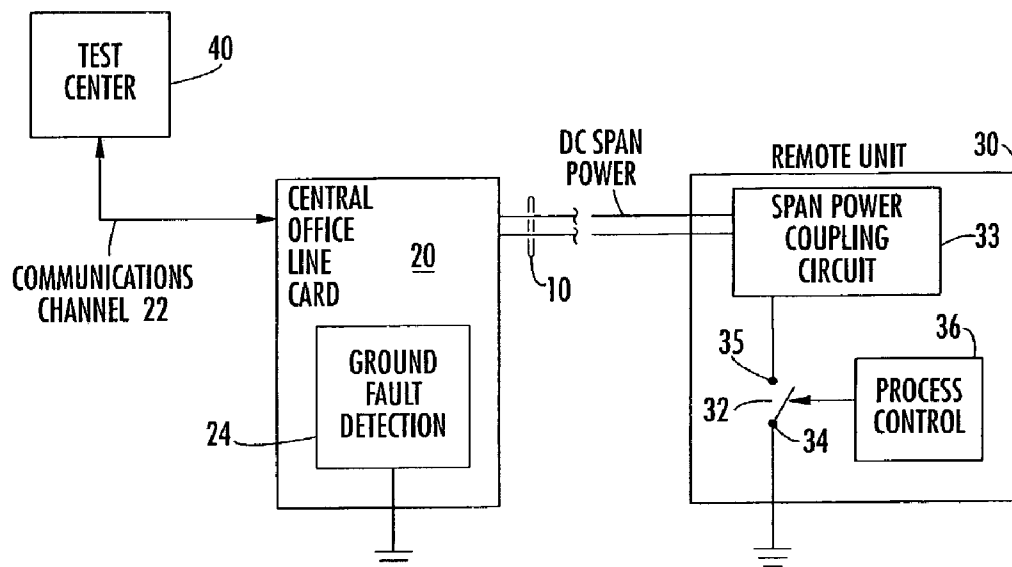 TEST
CENTER
40
COMMUNICATIONS
CHANNEL 22
CENTRAL
OFFICE
LINE
CARD
20
GROUND
FAULT
DETECTION
24
10
DC SPAN
POWER
REMOTE UNIT
30
SPAN POWER
COUPLING
CIRCUIT
33
35
32
34
36
PROCESS
CONTROL